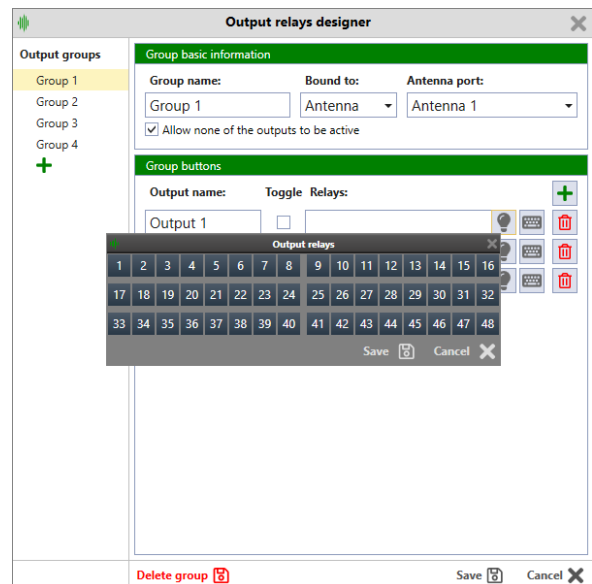 Output relays designer
Output groups
Group 1
Group 2
Group 3
Group 4
Group basic information
Group name: Bound to: Antenna port:
Group 1 Antenna Antenna 1
Allow none of the outputs to be active
Group buttons
Output name: Toggle Relays:
Output 1
Output relays
1 2 3 4 5 6 7 8 9 10 11 12 13 14 15 16
17 18 19 20 21 22 23 24 25 26 27 28 29 30 31 32
33 34 35 36 37 38 39 40 41 42 43 44 45 46 47 48
Save Cancel
Delete group Save Cancel